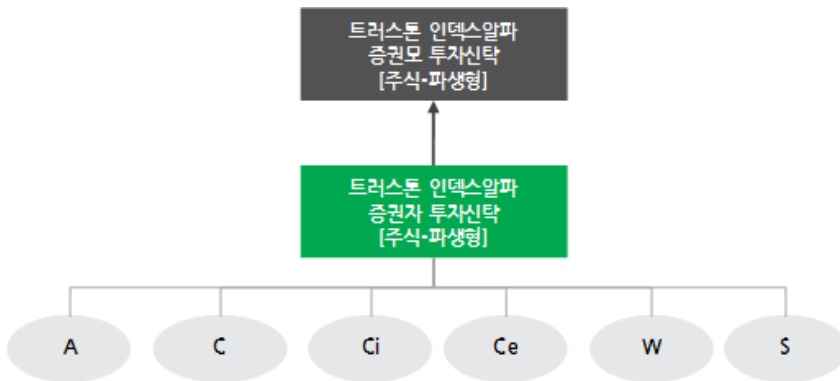 트러스톤 인덱스알파
증권모 투자신탁
[주식-파생형]
트러스톤 인덱스알파
증권자 투자신탁
[주식-파생형]
A C Ci Ce W S